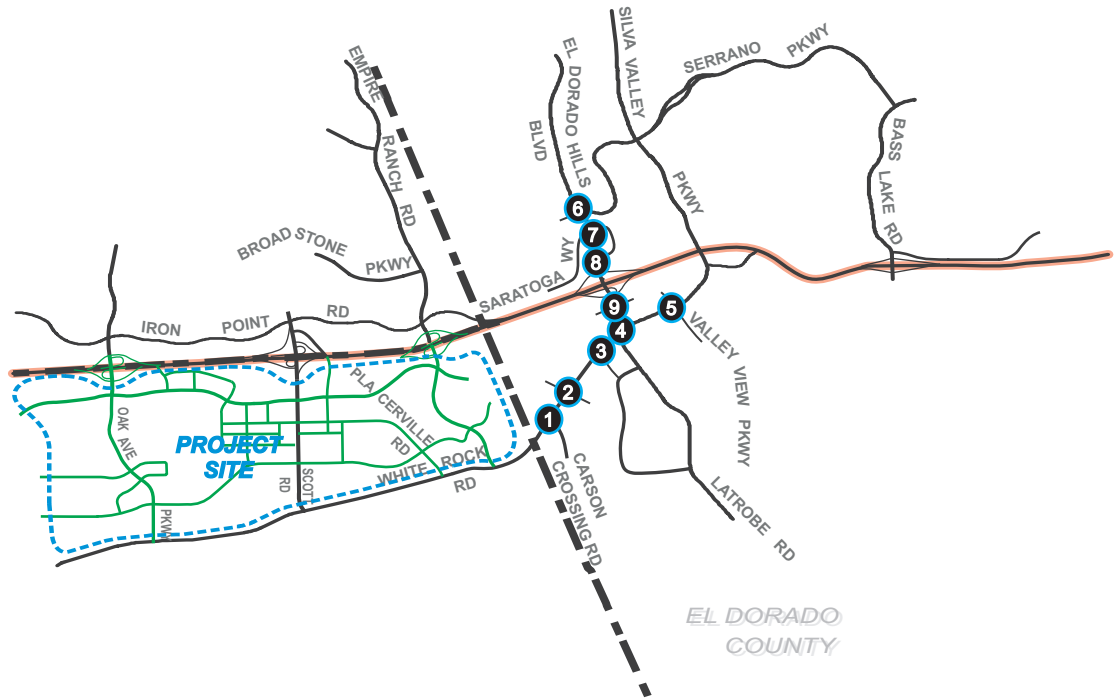 EMPIRE
RANCH RD
EL DORADO HILLS
BLVD
SILVA VALLEY
PKWY
SERRANO
PKWY
BASS
LAKE RD
BROAD STONE
PKWY
IRON
POINT
RD
SARATOGA
WY
6
7
8
9
5
4
3
2
1
VALLEY VIEW PKWY
LATROBE RD
CARSON
CROSSING RD
PLA CERVILLE
RD
WHITE ROCK
RD
OAK AVE
PKWY
SCOTT
RD
PROJECT
SITE
EL DORADO
COUNTY